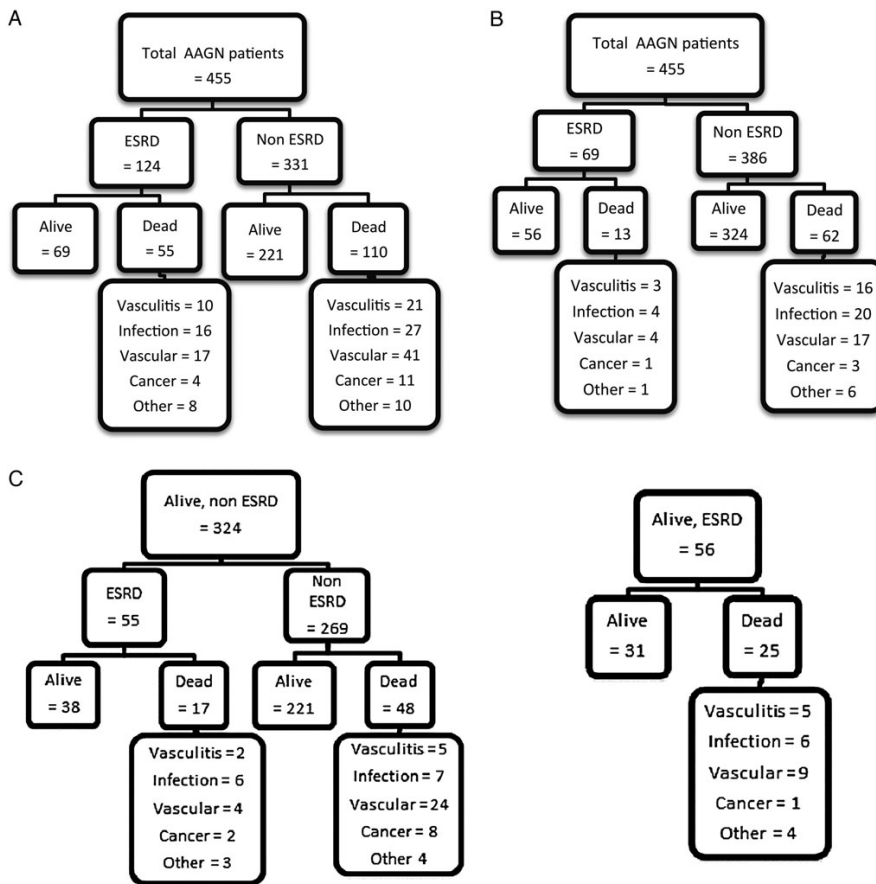 A
Total AAGN patients
= 455
ESRD
= 124
Non ESRD
= 331
Alive
= 69
Dead
= 55
Alive
= 221
Dead
= 110
Vasculitis = 10
Infection = 16
Vascular = 17
Cancer = 4
Other = 8
Vasculitis = 21
Infection = 27
Vascular = 41
Cancer = 11
Other = 10
B
Total AAGN patients
= 455
ESRD
= 69
Non ESRD
= 386
Alive
= 56
Dead
= 13
Alive
= 324
Dead
= 62
Vasculitis = 3
Infection = 4
Vascular = 4
Cancer = 1
Other = 1
Vasculitis = 16
Infection = 20
Vascular = 17
Cancer = 3
Other = 6
C
Alive, non ESRD
= 324
ESRD
= 55
Non
ESRD
= 269
Alive
= 38
Dead
= 17
Alive
= 221
Dead
= 48
Vasculitis = 2
Infection = 6
Vascular = 4
Cancer = 2
Other = 3
Vasculitis = 5
Infection = 7
Vascular = 24
Cancer = 8
Other 4
Alive, ESRD
= 56
Alive
= 31
Dead
= 25
Vasculitis = 5
Infection = 6
Vascular = 9
Cancer = 1
Other = 4